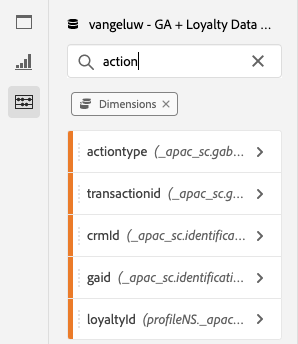 vangeluw - GA + Loyalty Data ...
action
Dimensions
actiontype (_apac_sc.gab...
transactionid (_apac_sc.g...
crmId (_apac_sc.identifica...
gaid (_apac_sc.identificati...
loyaltyId (profileNS._apac...